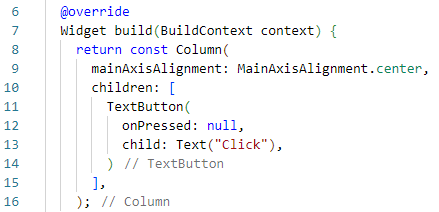 6 @override
7 Widget build(BuildContext context) {
8 return const Column(
9 mainAxisAlignment: MainAxisAlignment.center,
10 children: [
11 TextButton(
12 onPressed: null,
13 child: Text("Click"),
14 ) // TextButton
15 ],
16 ); // Column